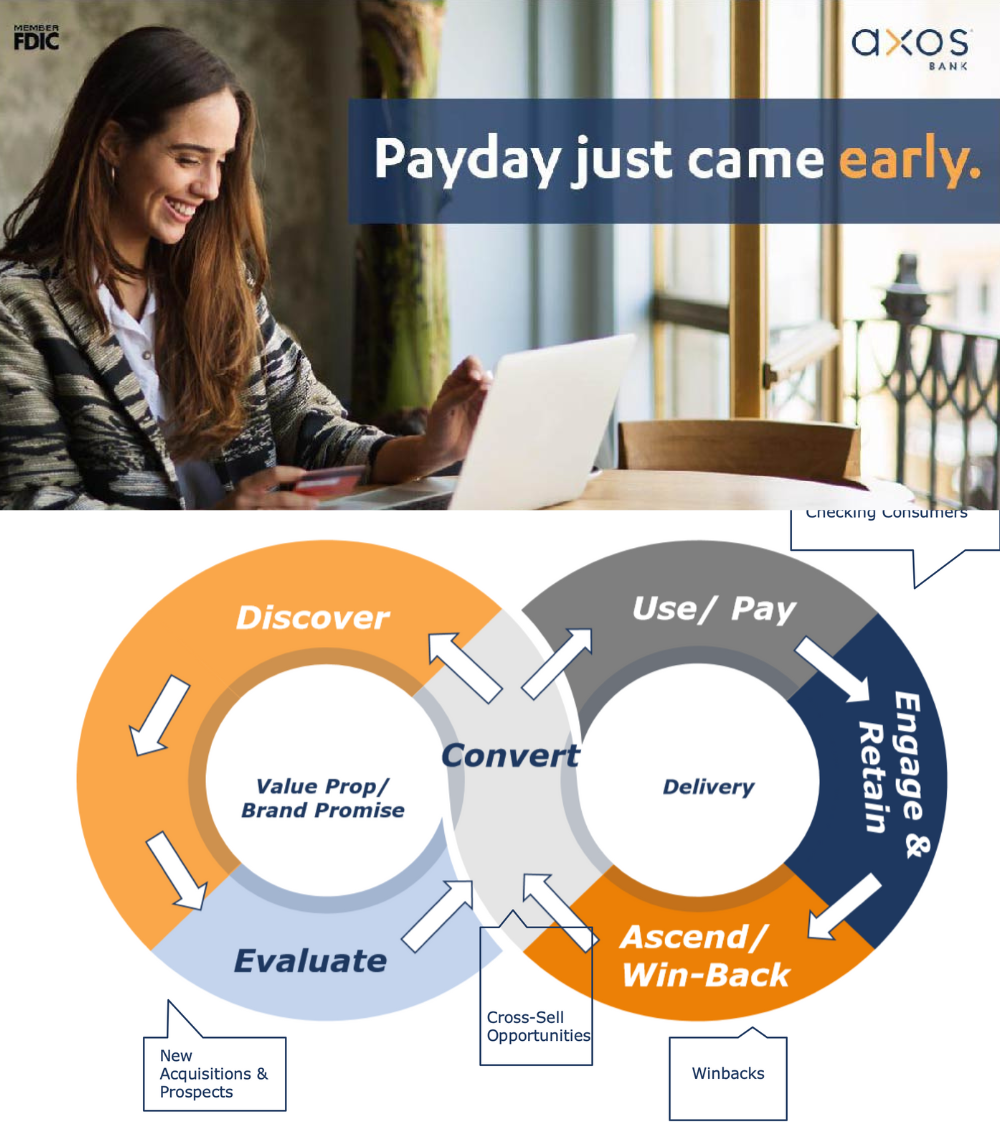 MEMBER
FDIC
axos
BANK
Payday just came early.
Checking Consumers
Discover
Use/ Pay
Engage &
Retain
Convert
Value Prop/
Brand Promise
Delivery
Evaluate
Ascend/
Win-Back
Cross-Sell
Opportunities
New
Acquisitions &
Prospects
Winbacks